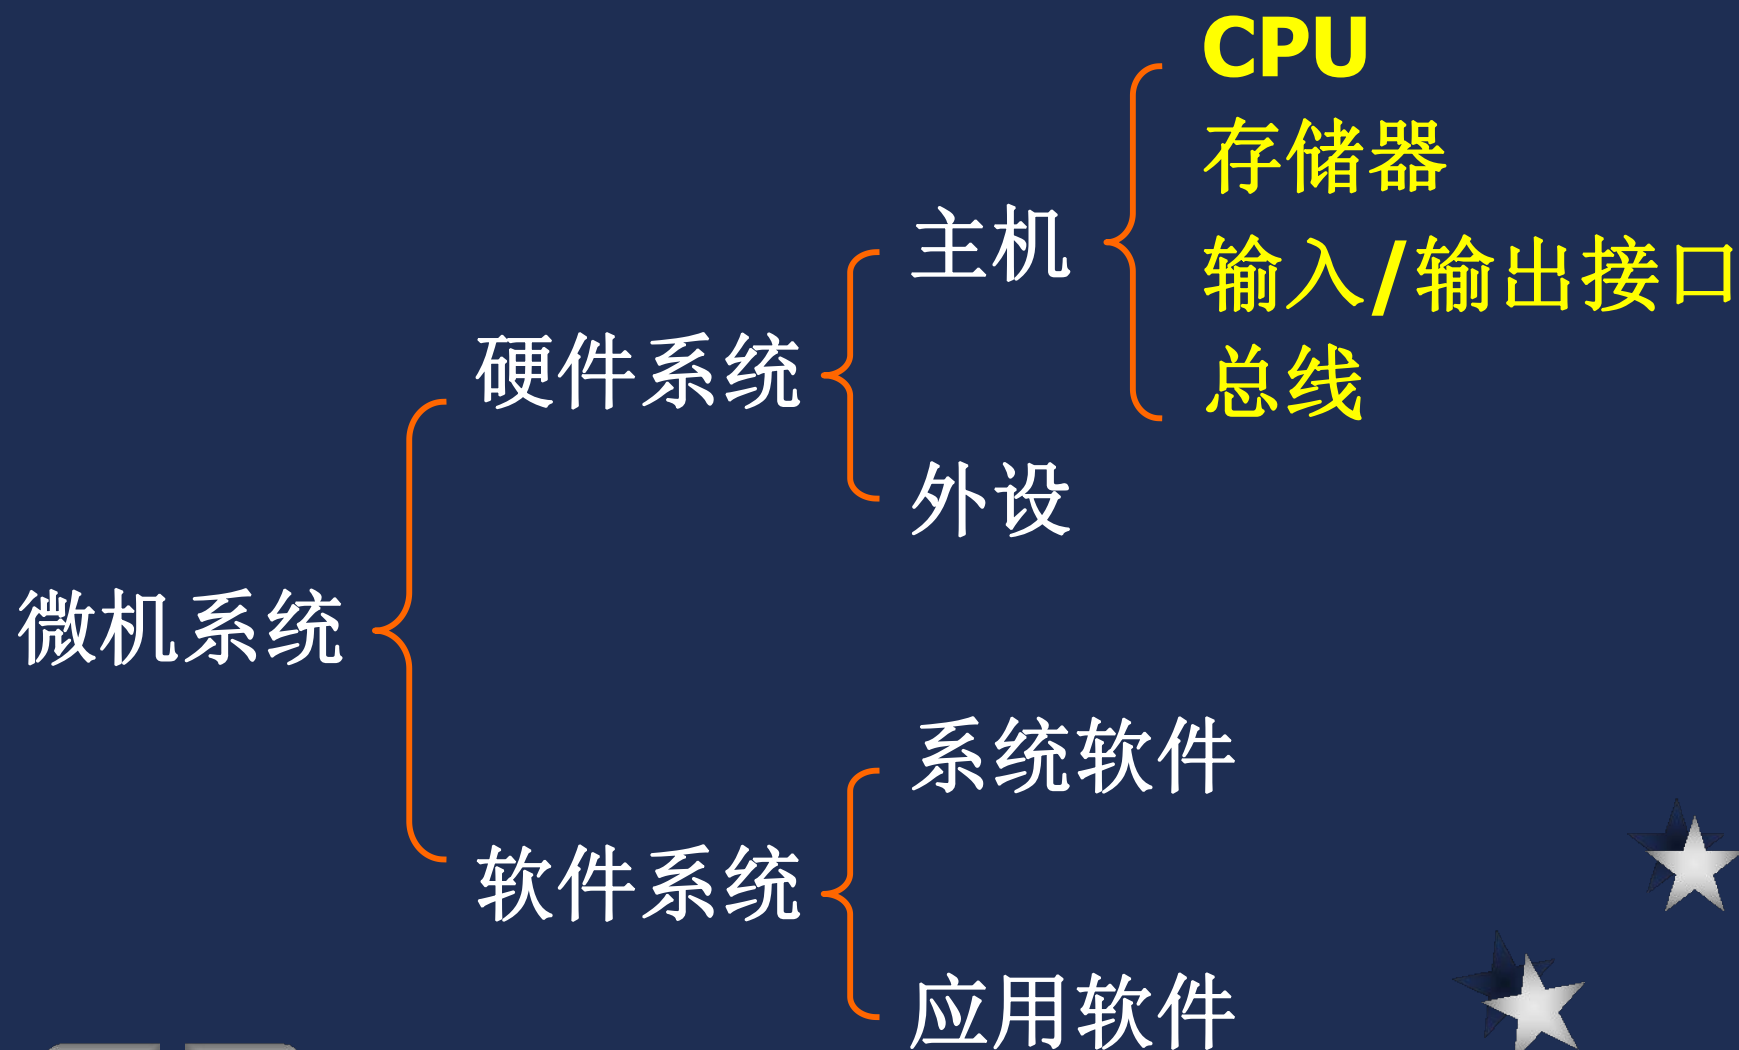 CPU
存储器
主机
输入/输出接口
硬件系统
总线
外设
微机系统
系统软件
软件系统
应用软件